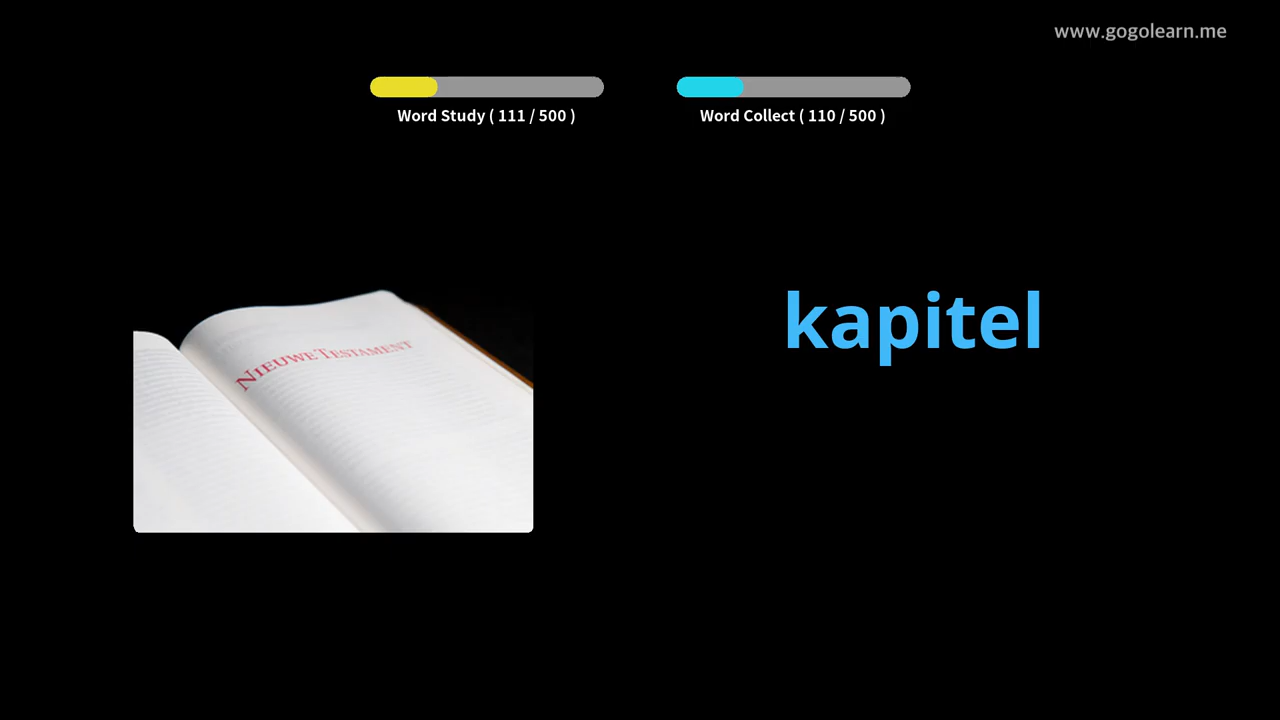 www.gogolearn.me
Word Study ( 111 / 500 )
Word Collect ( 110 / 500 )
NIEUWE TESTAMENT
kapitel